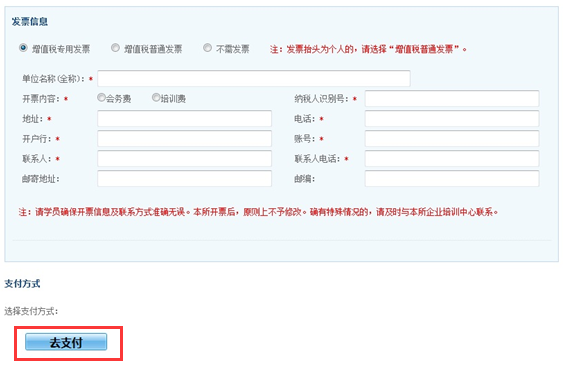 发票信息
增值税专用发票 增值税普通发票 不需发票 注：发票抬头为个人的，请选择“增值税普通发票”。
单位名称(全称)：*
开票内容：* 会务费 培训费 纳税人识别号：*
地址：* 电话：*
开户行：* 账号：*
联系人：* 联系人电话：*
邮寄地址： 邮编：
注：请学员确保开票信息及联系方式准确无误。本所开票后，原则上不予修改。确有特殊情况的，请及时与本所企业培训中心联系。
支付方式
选择支付方式：
去支付